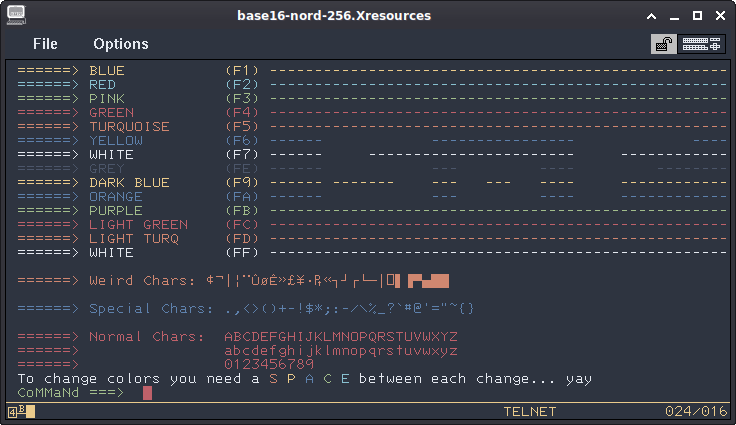 base16-nord-256.Xresources
File Options
======> BLUE (F1) ---------------------------------------------------
======> RED (F2) ---------------------------------------------------
======> PINK (F3) ---------------------------------------------------
======> GREEN (F4) ---------------------------------------------------
======> TURQUOISE (F5) ---------------------------------------------------
======> YELLOW (F6) ------ ---------------- ----
======> WHITE (F7) ------ --- ---- ------------
======> GREY (FE) --- ---- ----
======> DARK BLUE (F9) ------ ------- --- --- ---- ------------
======> ORANGE (FA) ------ ---------------- ------------
======> PURPLE (FB) ---------------------------------------------------
======> LIGHT GREEN (FC) ---------------------------------------------------
======> LIGHT TURQ (FD) ---------------------------------------------------
======> WHITE (FF) ---------------------------------------------------
======> Weird Chars: ¢¬|¦¨ÛøÊ»£¥·℞«┐┘┌└─│
======> Special Chars: .,<>()+-!$*;:-/\%_?`#@'="~{}
======> Normal Chars: ABCDEFGHIJKLMNOPQRSTUVWXYZ
======> abcdefghijklmnopqrstuvwxyz
======> 0123456789
To change colors you need a S P A C E between each change... yay
CoMMaNd ===>
4B TELNET 024/016